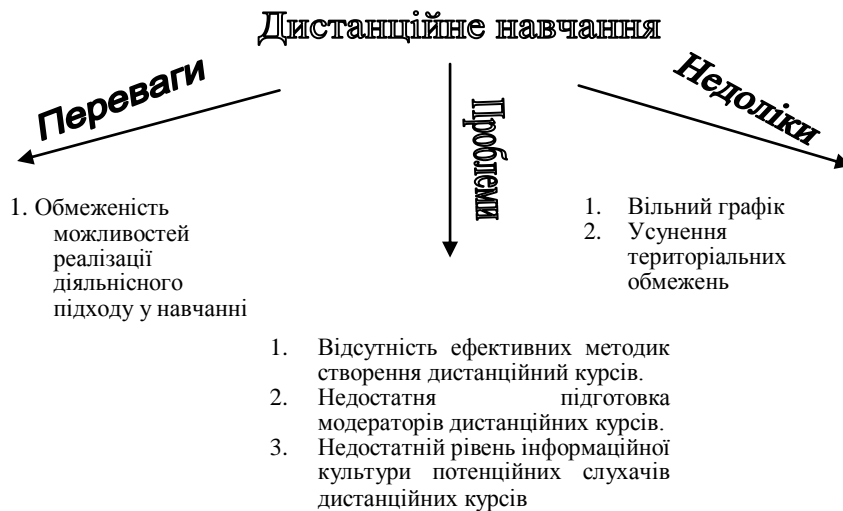 Дистанційне навчання
Переваги
Проблеми
Недоліки
1. Обмеженість
можливостей
реалізації
діяльнісного
підходу у навчанні
1. Вільний графік
2. Усунення
територіальних
обмежень
1. Відсутність ефективних методик
створення дистанційний курсів.
2. Недостатня підготовка
модераторів дистанційних курсів.
3. Недостатній рівень інформаційної
культури потенційних слухачів
дистанційних курсів